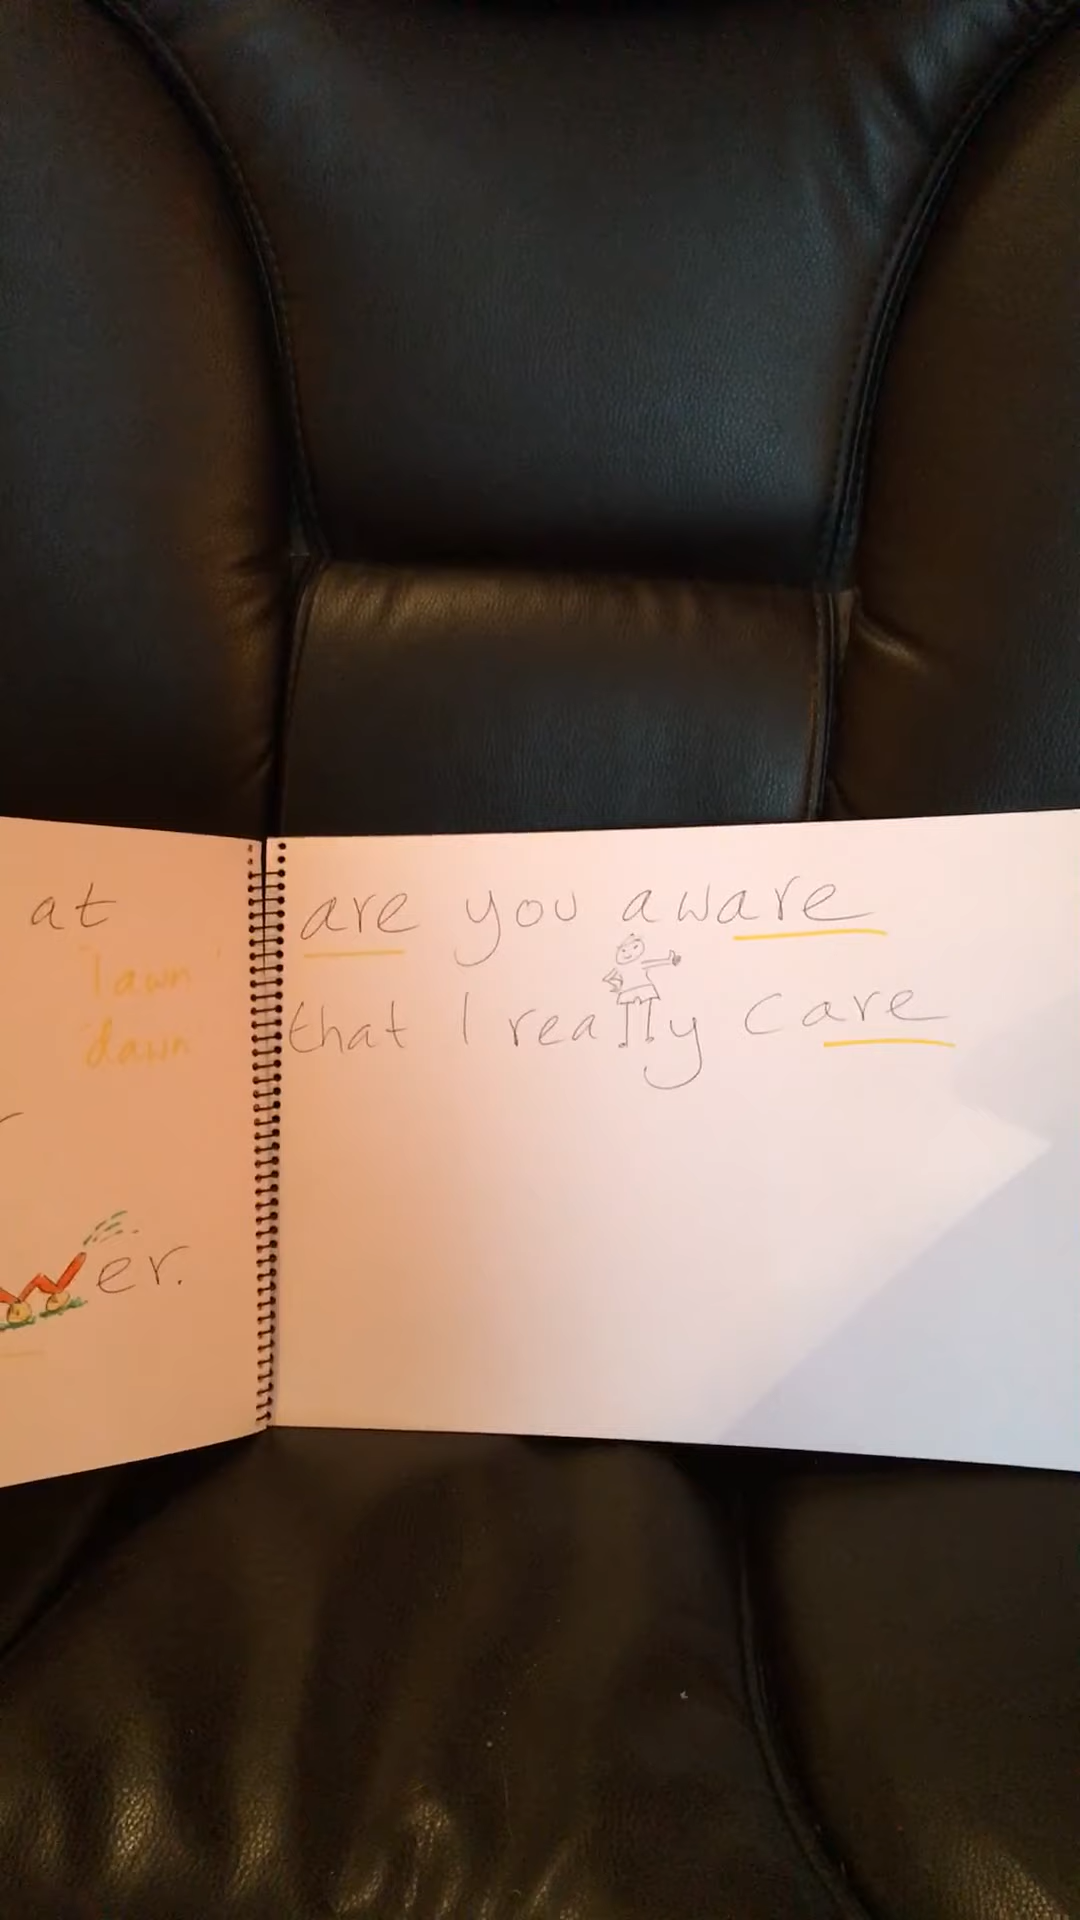 at
"lawn"
"dawn"
er.
are you aware
that I really care